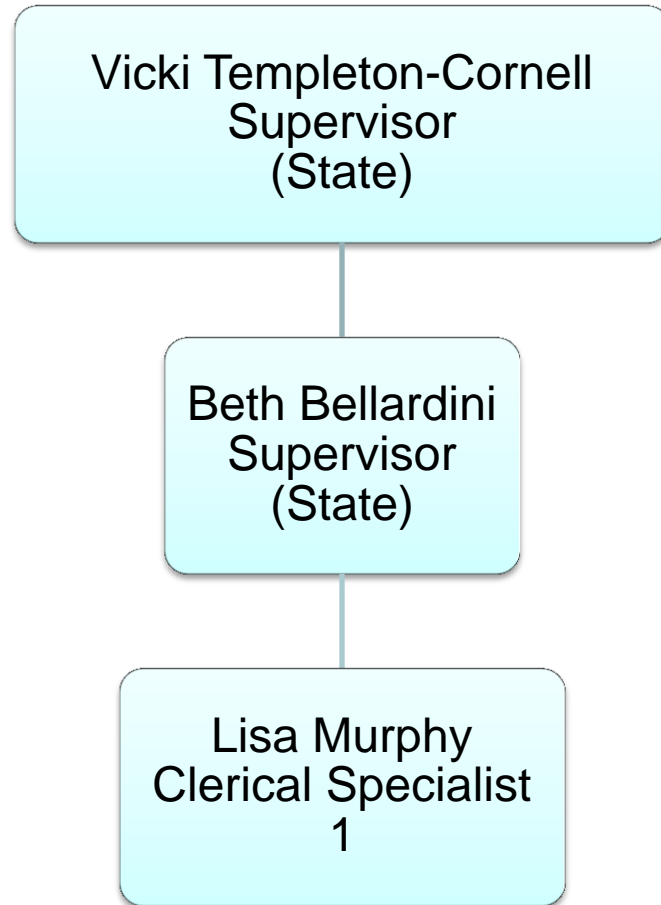 Vicki Templeton-Cornell
Supervisor
(State)
Beth Bellardini
Supervisor
(State)
Lisa Murphy
Clerical Specialist
1